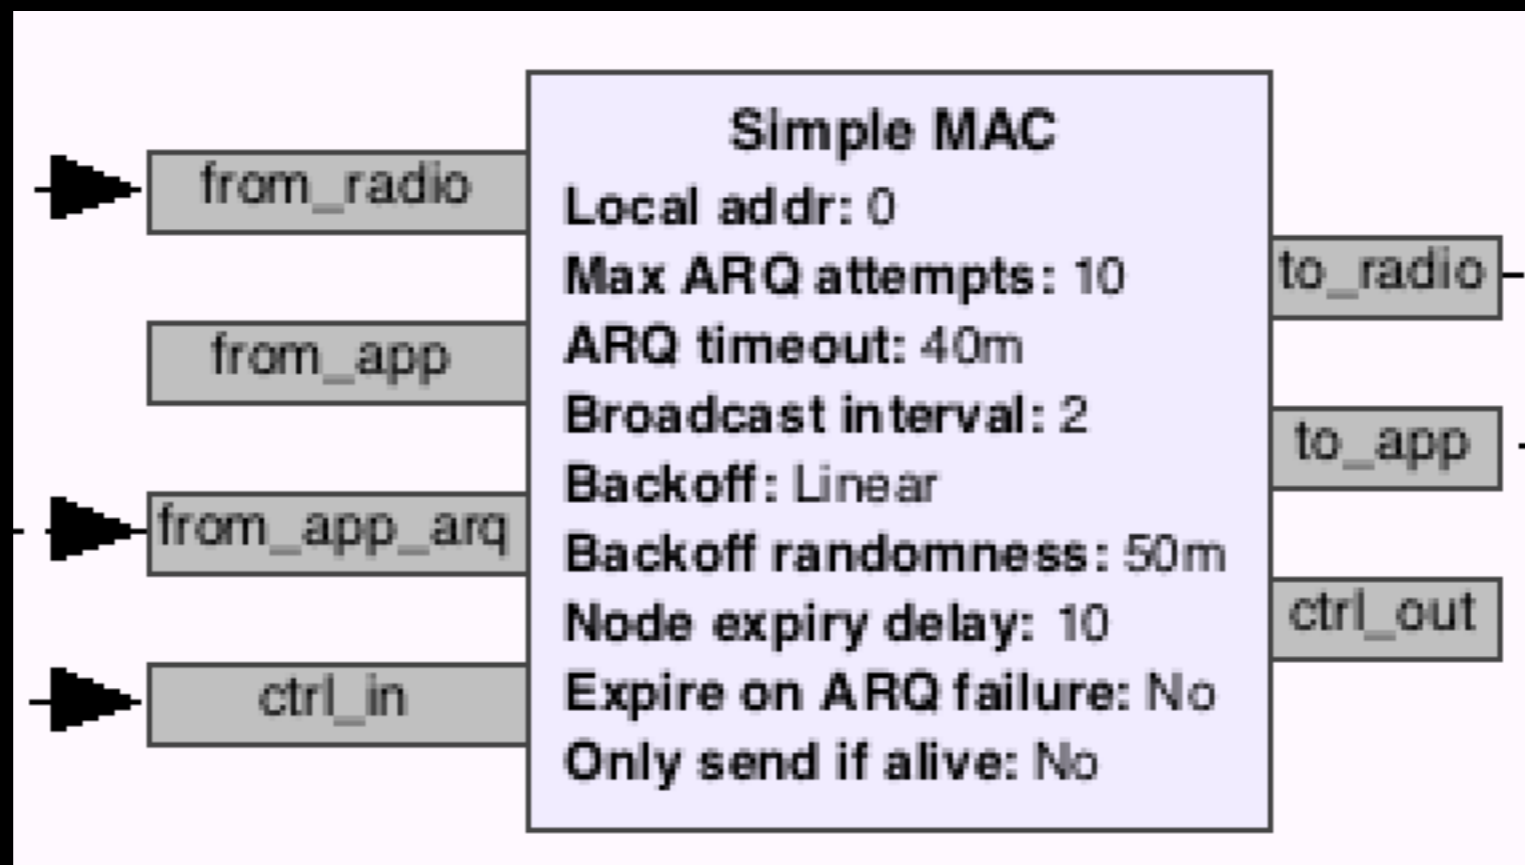 Simple MAC
from_radio
from_app
from_app_arq
ctrl_in
Local addr: 0
Max ARQ attempts: 10
ARQ timeout: 40m
Broadcast interval: 2
Backoff: Linear
Backoff randomness: 50m
Node expiry delay: 10
Expire on ARQ failure: No
Only send if alive: No
to_radio
to_app
ctrl_out